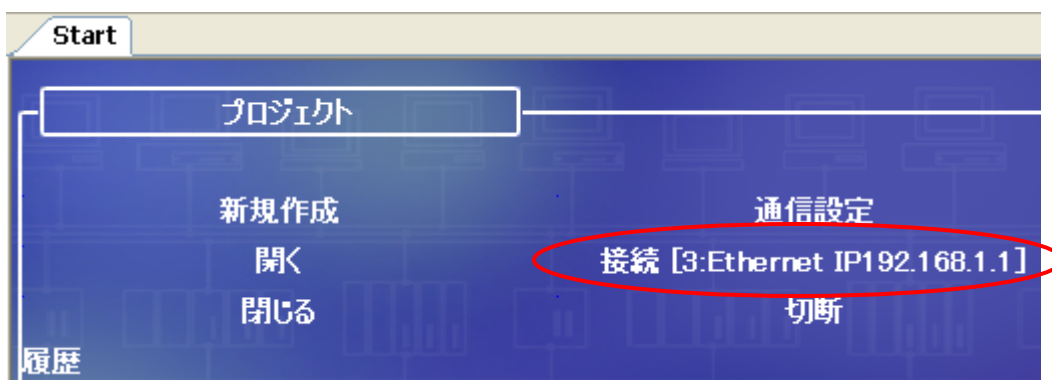 Start
プロジェクト
新規作成
通信設定
開く
接続 [3:Ethernet IP192.168.1.1]
閉じる
切断
履歴